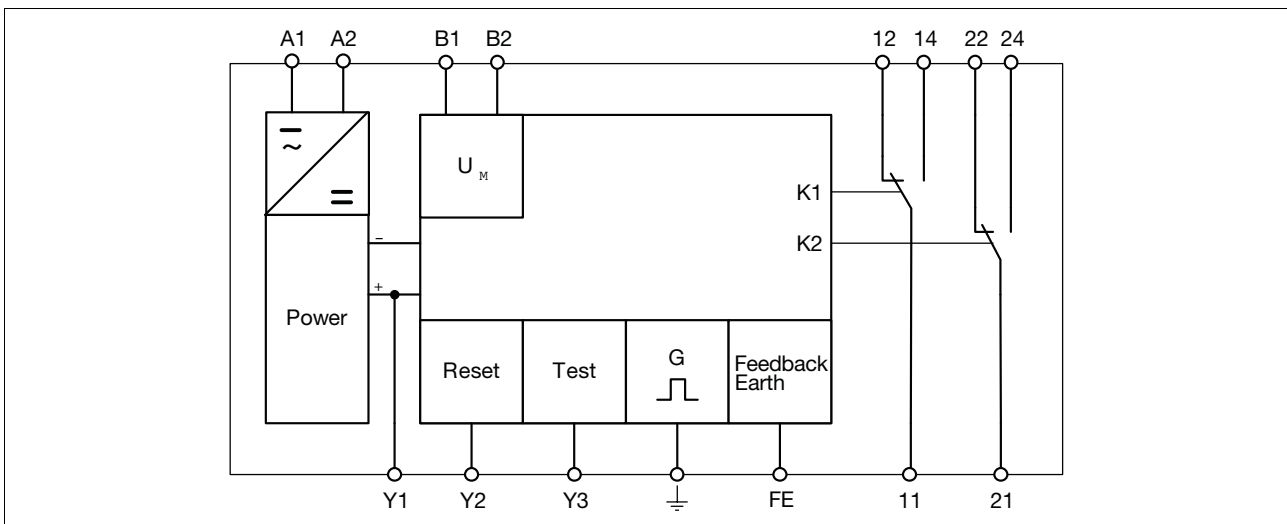 A1 A2 B1 B2 12 14 22 24
~
=
U M
K1
K2
-
+
Power
Reset Test G Feedback
Earth
Y1 Y2 Y3 FE 11 21